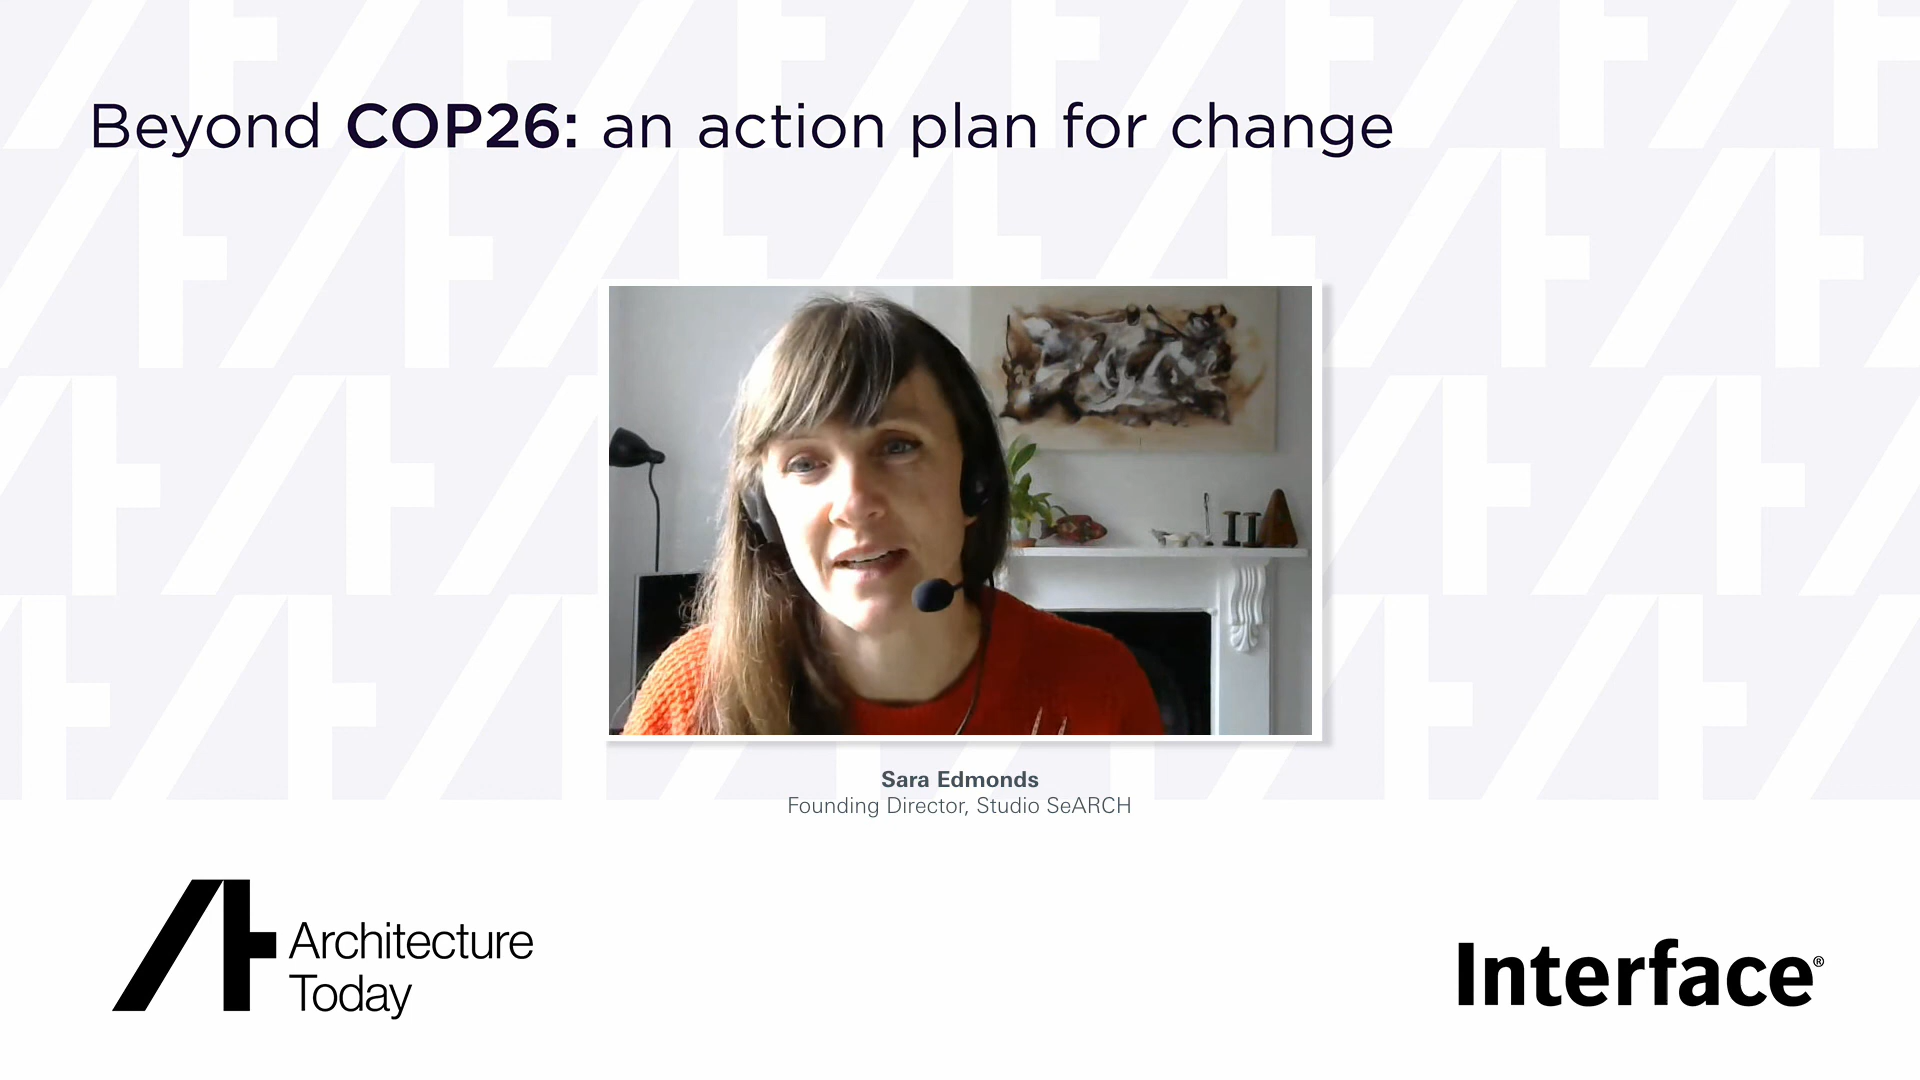 Beyond COP26: an action plan for change
Sara Edmonds
Founding Director, Studio SeARCH
Architecture
Today
Interface®